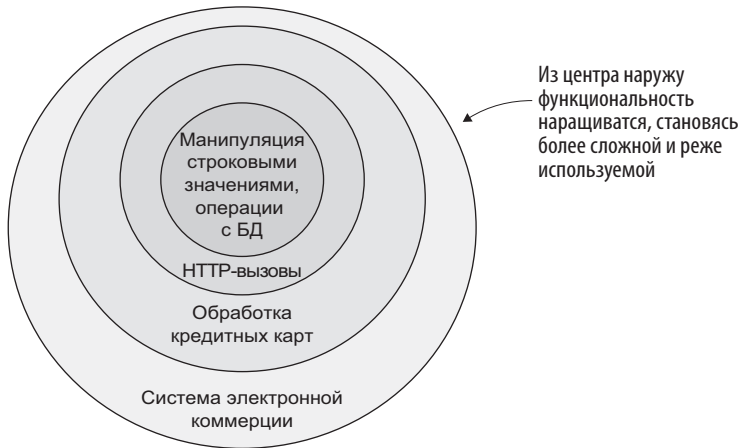 Манипуляция
строковыми
значениями,
операции
с БД
HTTP-вызовы
Обработка
кредитных карт
Система электронной
коммерции
Из центра наружу
функциональность
наращиватся, становясь
более сложной и реже
используемой